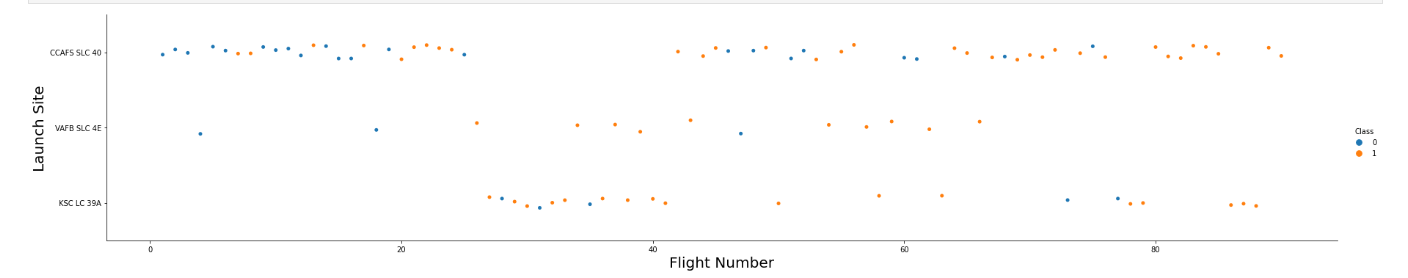 CCAFS SLC 40
VAFB SLC 4E
KSC LC 39A
Launch Site
0 20 40 60 80
Flight Number
Class
0
1